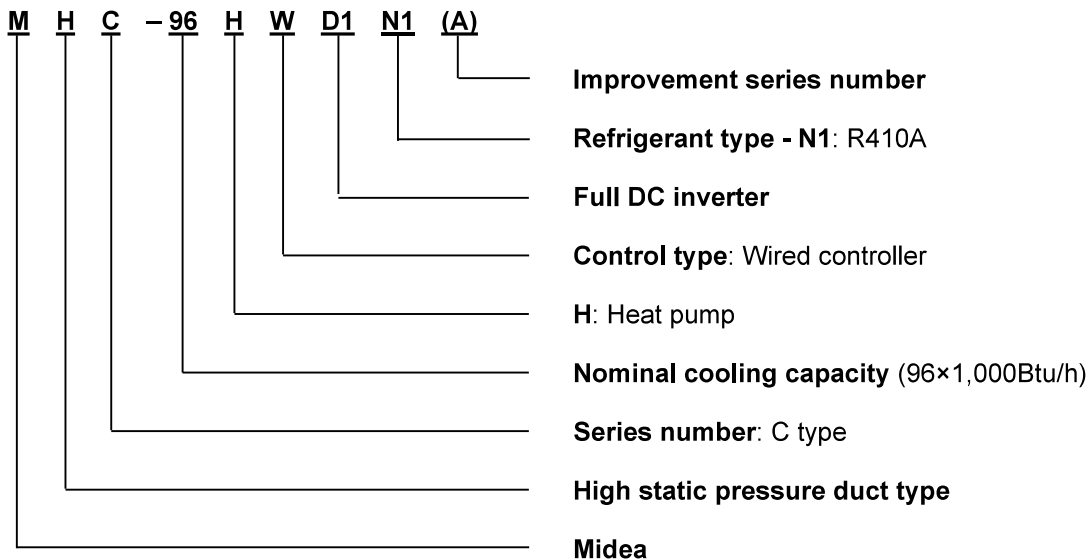 M H C – 96 H W D1 N1 (A)
Improvement series number
Refrigerant type - N1: R410A
Full DC inverter
Control type: Wired controller
H: Heat pump
Nominal cooling capacity (96×1,000Btu/h)
Series number: C type
High static pressure duct type
Midea